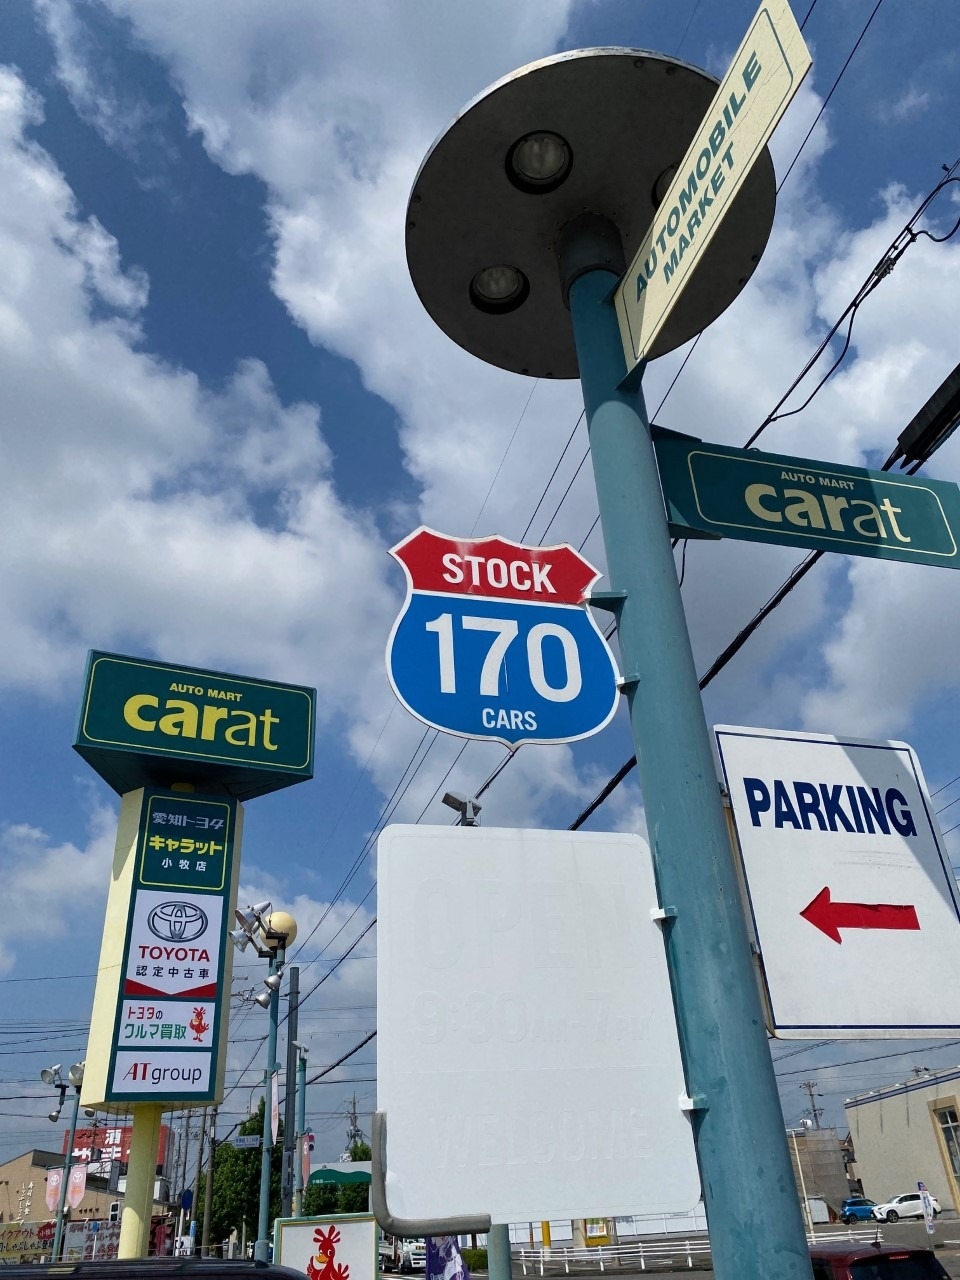 AUTOMOBILE
MARKET
AUTO MART
carat
STOCK
170
CARS
AUTO MART
carat
愛知トヨタ
キャラット
小牧店
TOYOTA
認定中古車
トヨタの
クルマ買取
ATgroup
PARKING
OPEN
WELCOME